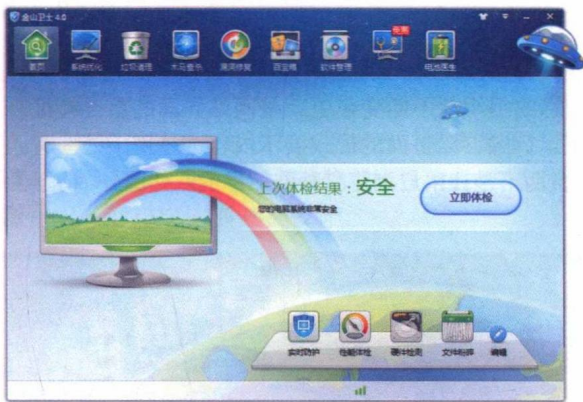 金山卫士 4.0
首页 系统优化 垃圾清理 木马查杀 漏洞修复 百宝箱 软件管理 免费 电池医生
上次体检结果：安全
立即体检
您的电脑系统非常安全
实时防护 性能体检 硬件检测 文件粉碎 编辑